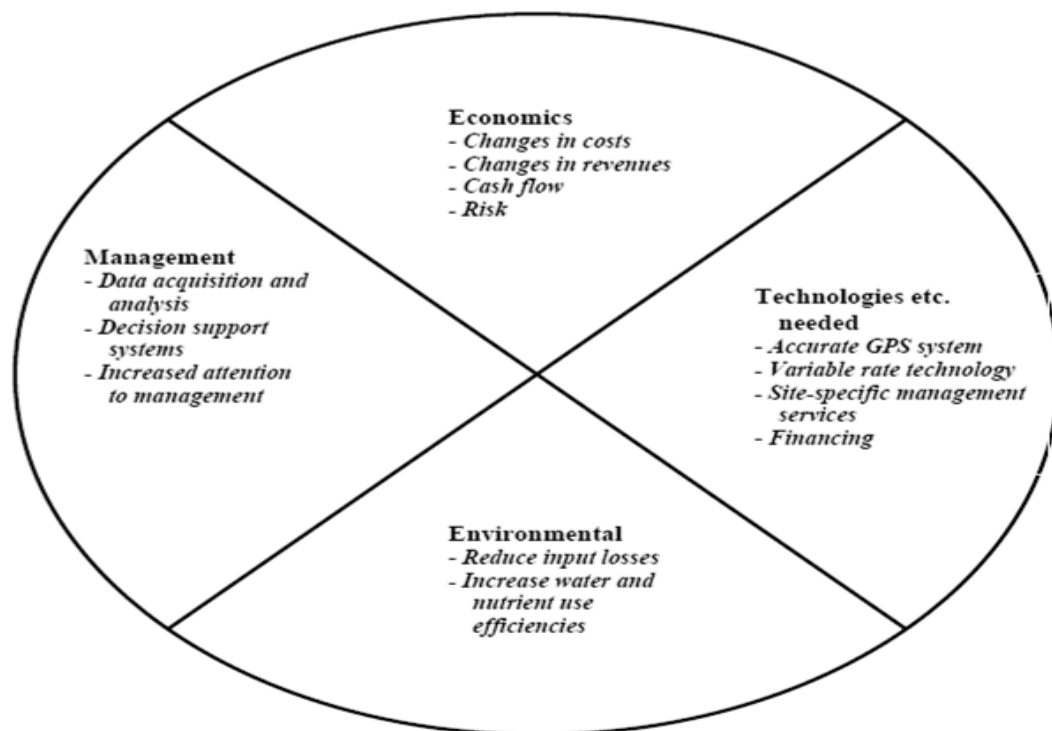 Economics
- Changes in costs
- Changes in revenues
- Cash flow
- Risk
Management
- Data acquisition and
analysis
- Decision support
systems
- Increased attention
to management
Technologies etc.
needed
- Accurate GPS system
- Variable rate technology
- Site-specific management
services
- Financing
Environmental
- Reduce input losses
- Increase water and
nutrient use
efficiencies